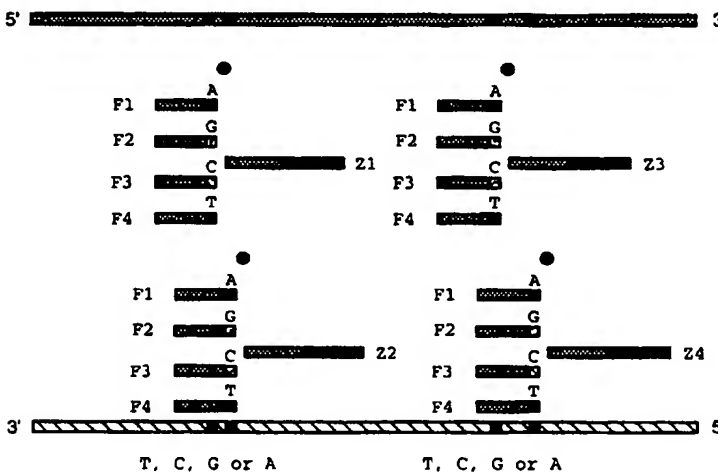 5' 3
A A
F1 F1
G G
F2 F2
C Z1 C Z3
F3 F3
T T
F4 F4
A A
F1 F1
G G
F2 F2
C Z2 C Z4
F3 F3
T T
F4 F4
3' 5
T, C, G or A T, C, G or A